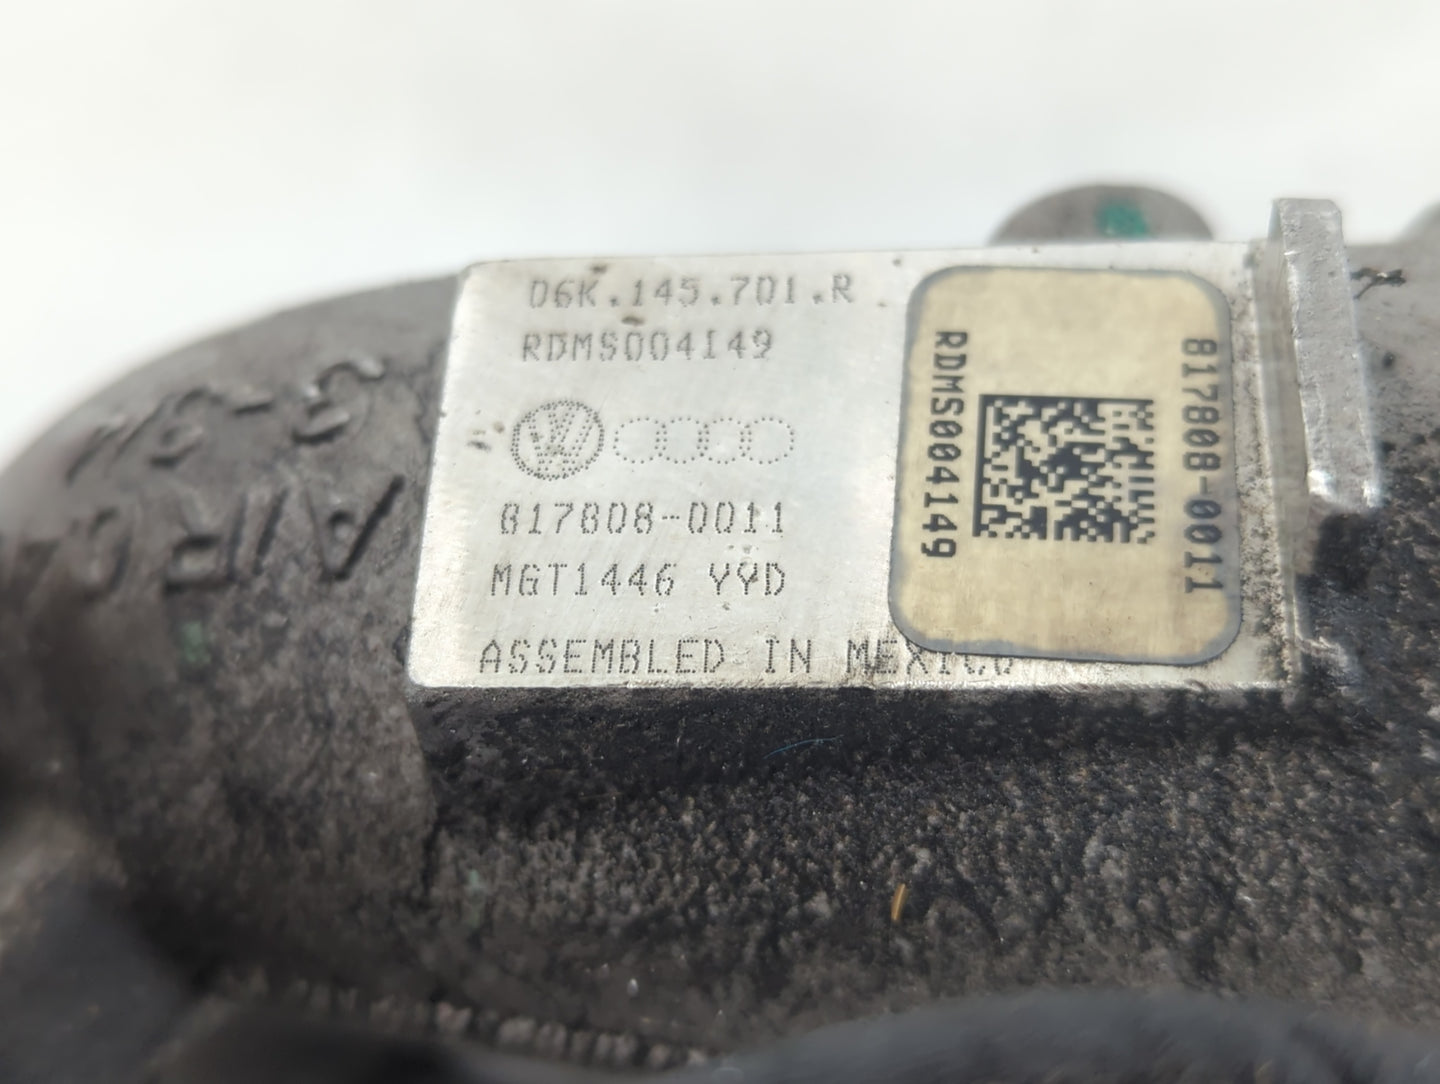 06K.145.701.R
RDMS004149
817808-0011
MGT1446 YYD
ASSEMBLED IN MEXICO
817808-0011
RDMS004149